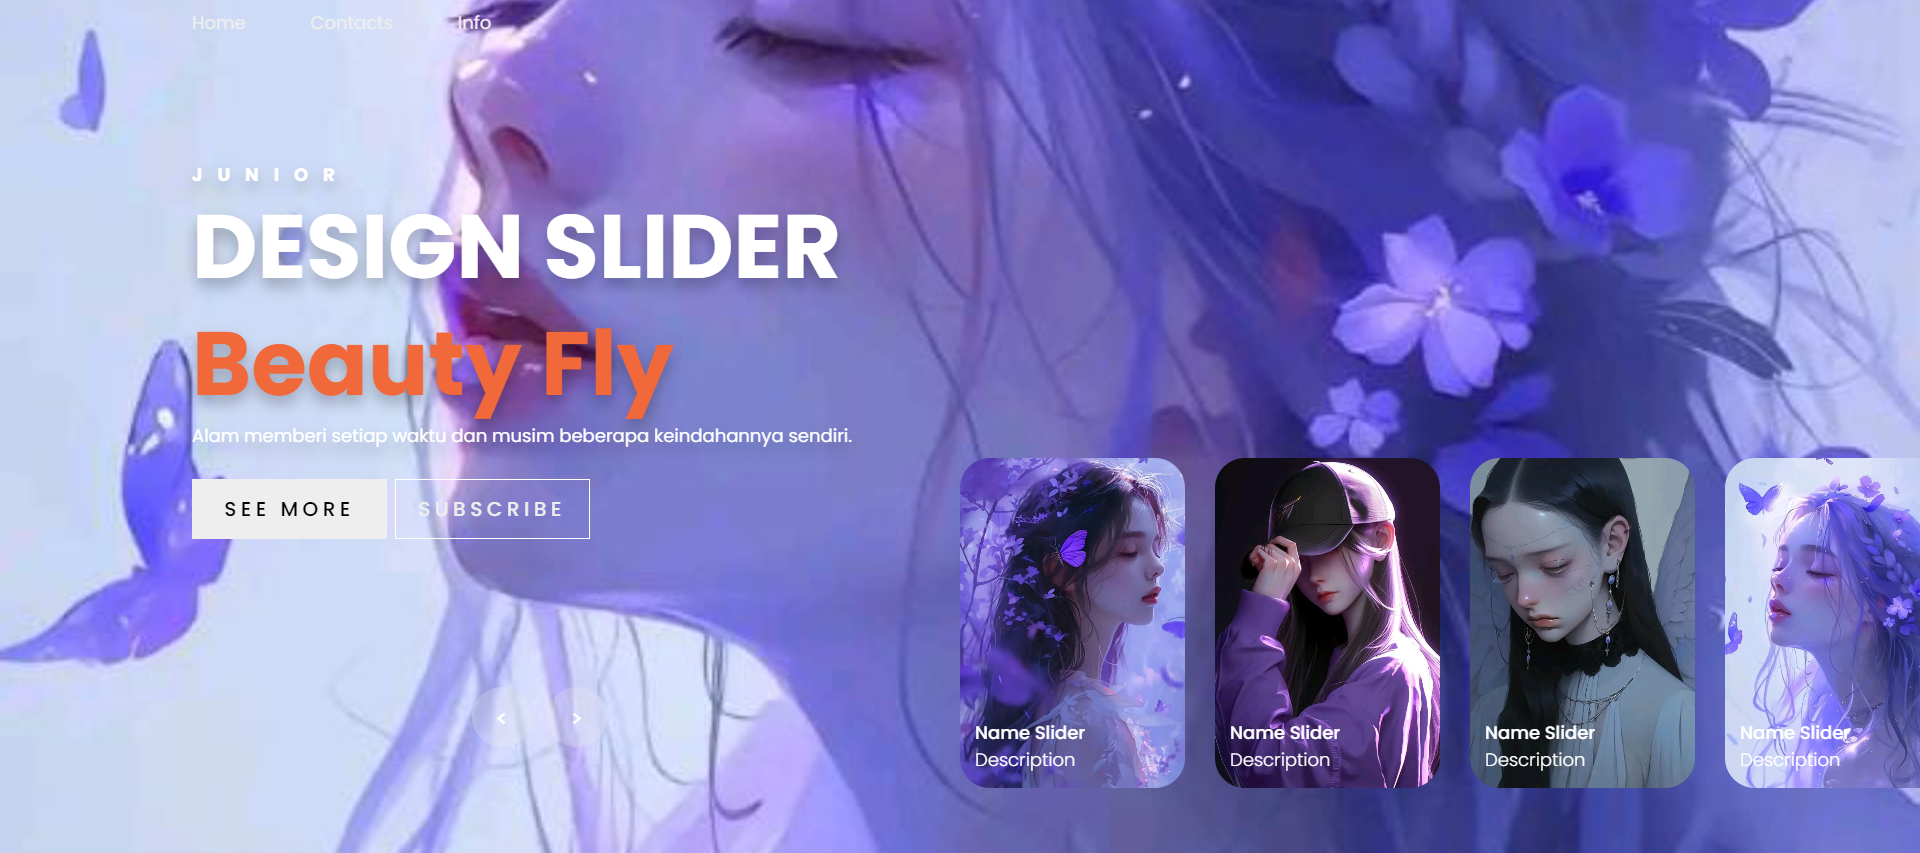 Home Contacts Info
JUNIOR
DESIGN SLIDER
Beauty Fly
Alam memberi setiap waktu dan musim beberapa keindahannya sendiri.
SEE MORE SUBSCRIBE
< >
Name Slider
Description
Name Slider
Description
Name Slider
Description
Name Slider
Description